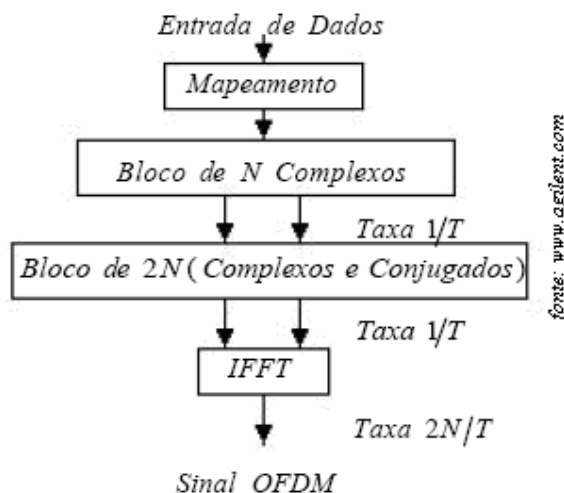 Entrada de Dados
Mapeamento
Bloco de N Complexos
Taxa 1/T
Bloco de 2N (Complexos e Conjugados)
Taxa 1/T
IFFT
Taxa 2N/T
Sinal OFDM
fonte: www.agilent.com